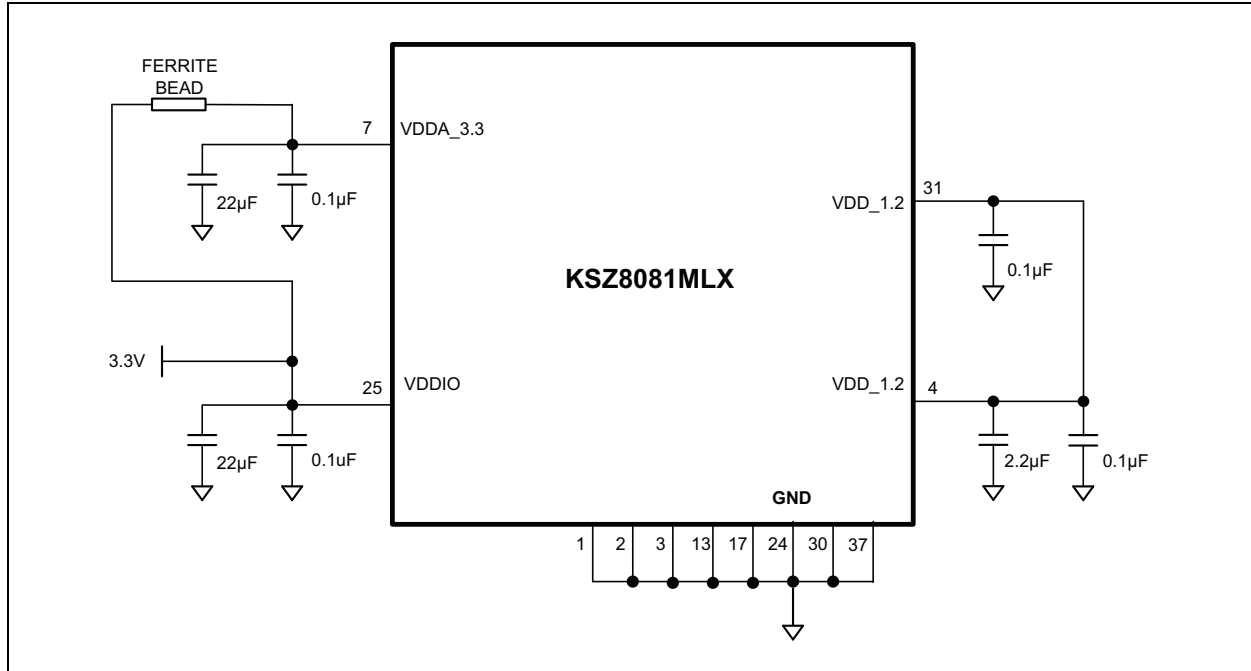 FERRITE
BEAD
7
VDDA_3.3
22µF
0.1µF
31
VDD_1.2
0.1µF
KSZ8081MLX
3.3V
25
VDDIO
22µF
0.1uF
VDD_1.2
4
2.2µF
0.1µF
GND
1
2
3
13
17
24
30
37